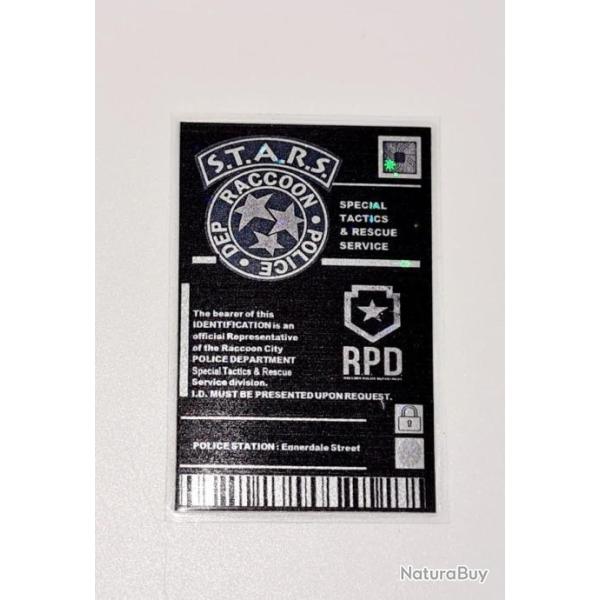 S.T.A.R.S.
RACCOON • POLICE • DEP •
SPECIAL
TACTICS
& RESCUE
SERVICE
The bearer of this
IDENTIFICATION is an
official Representative
of the Raccoon City
POLICE DEPARTMENT
Special Tactics & Rescue
Service division.
I.D. MUST BE PRESENTED UPON REQUEST.
RPD
POLICE STATION : Ennerdale Street
NaturaBuy